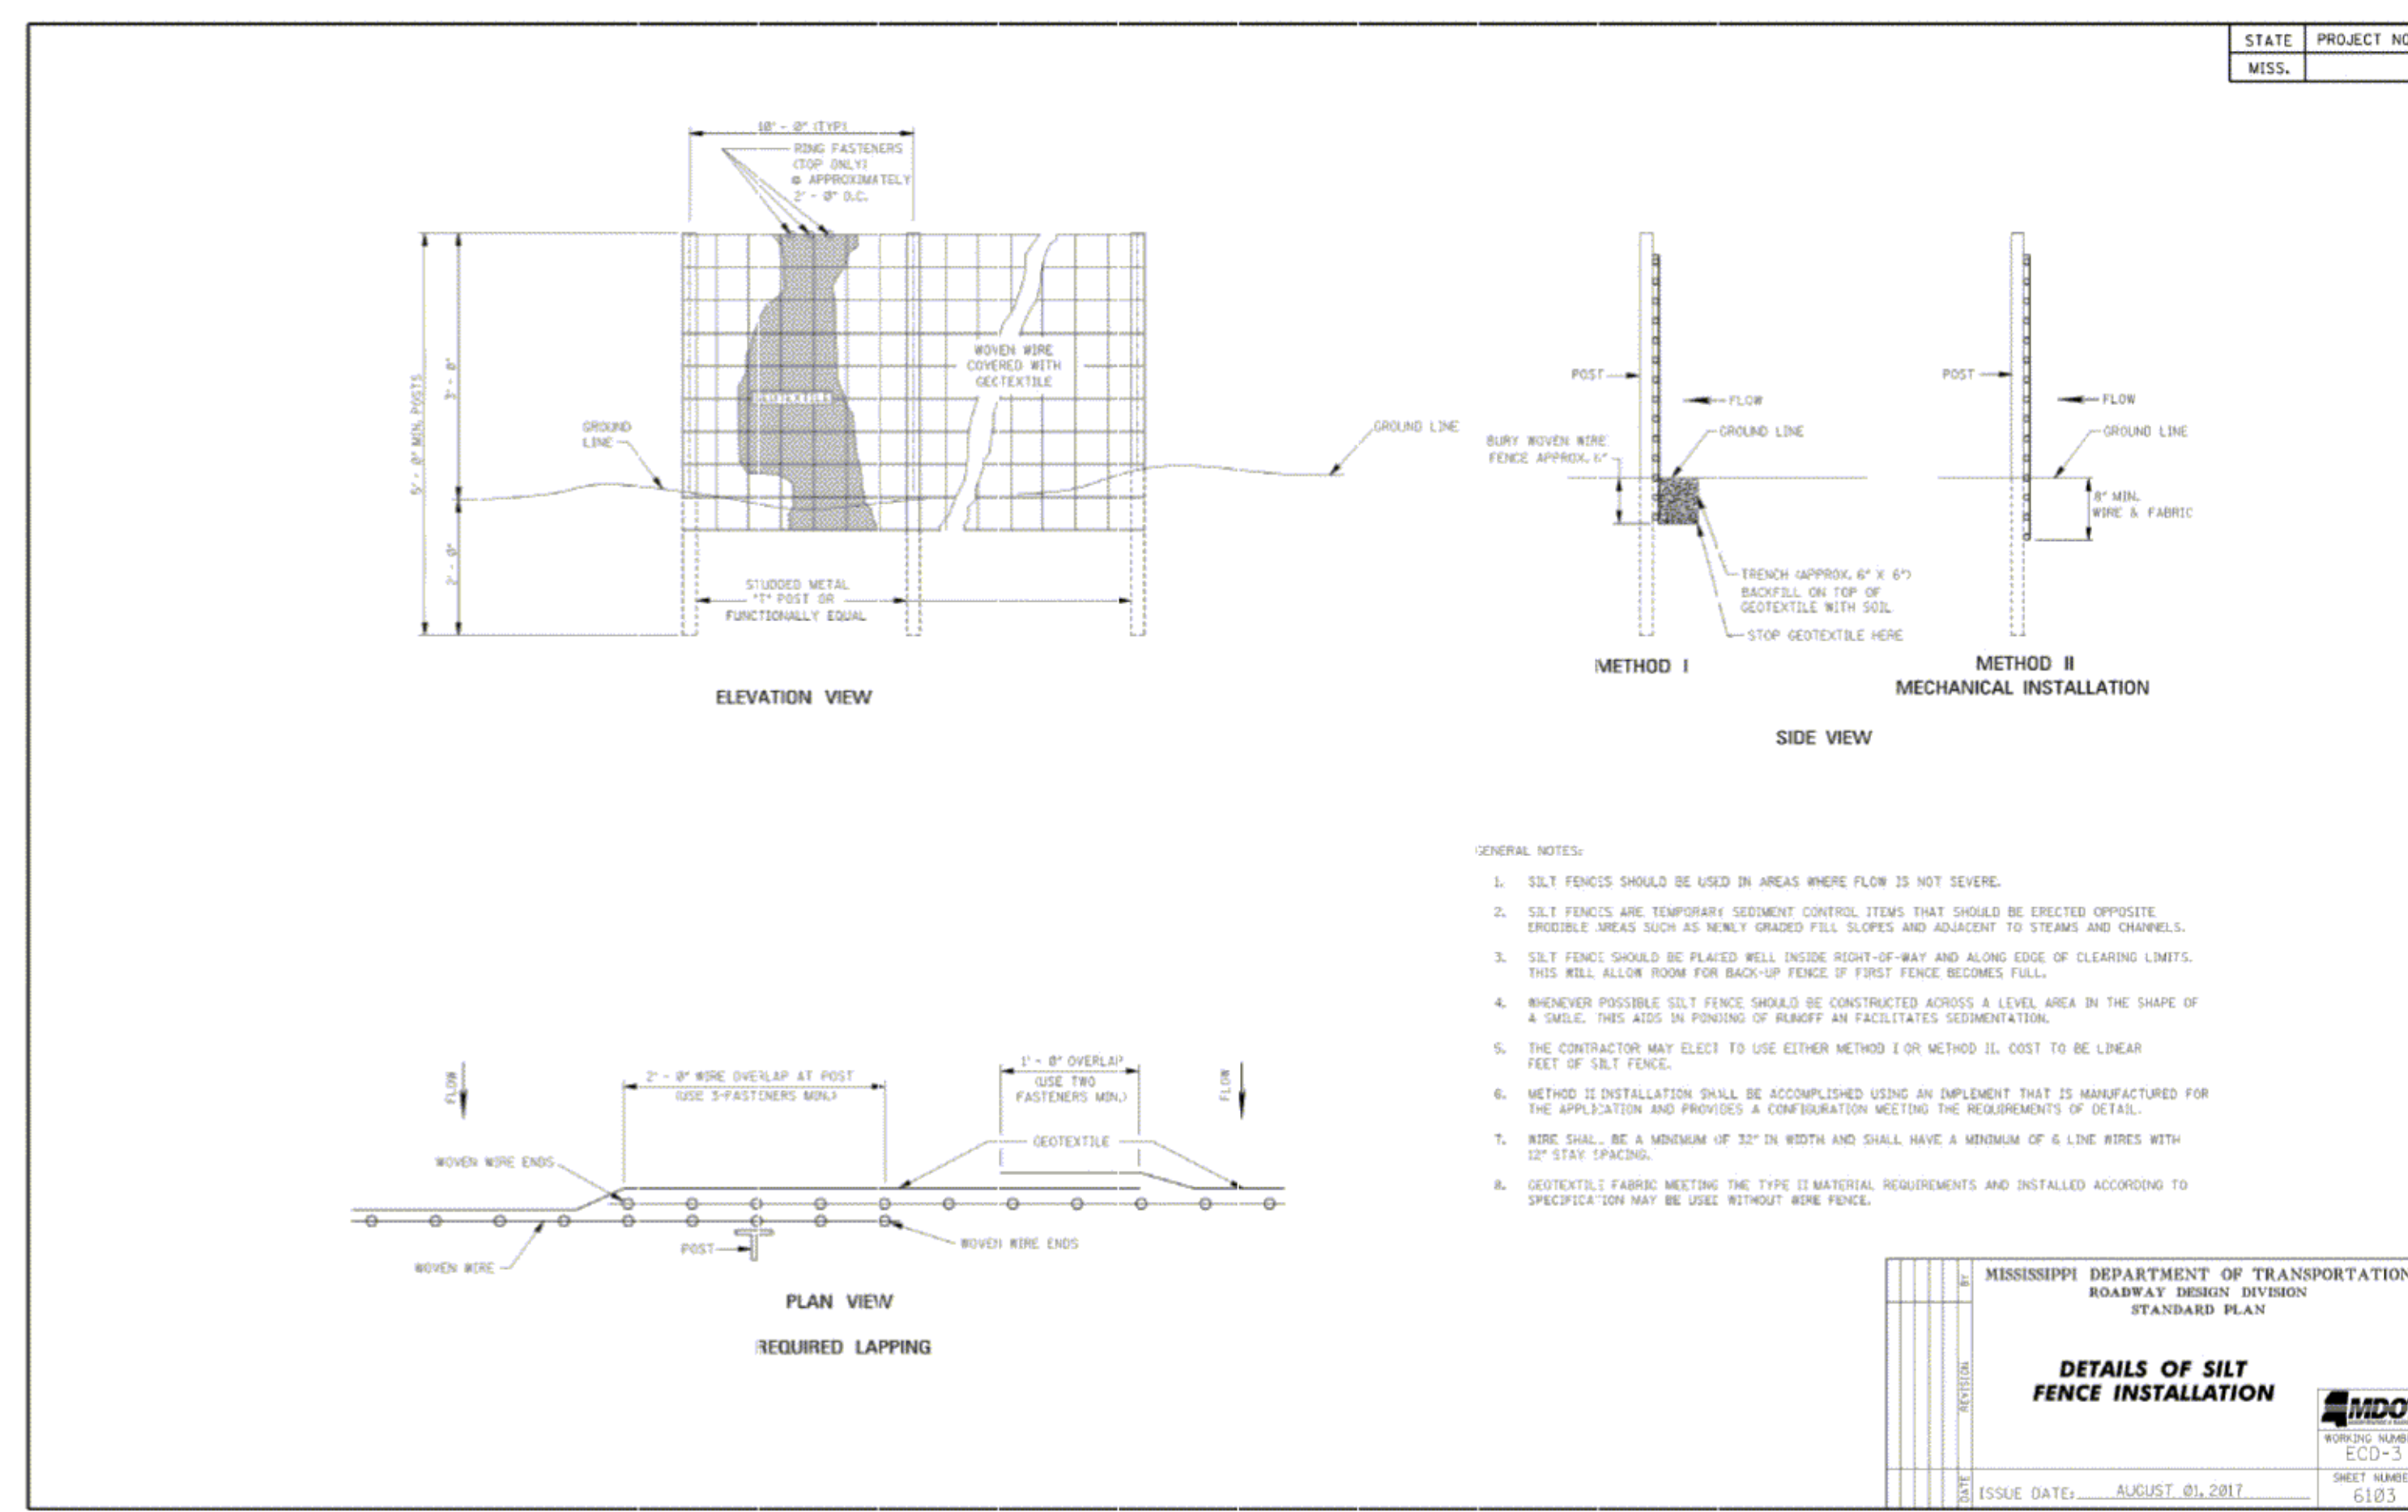 STATE PROJECT NO
MISS.
10' - 0" (TYP)
RING FASTENERS
(TOP ONLY)
@ APPROXIMATELY
2' - 0" O.C.
5' - 0" MIN. POSTS
3' - 0"
2' - 0"
GROUND
LINE
GEOTEXTILE
WOVEN WIRE
COVERED WITH
GEOTEXTILE
GROUND LINE
STUDDED METAL
"T" POST OR
FUNCTIONALLY EQUAL
ELEVATION VIEW
POST
FLOW
GROUND LINE
BURY WOVEN WIRE
FENCE APPROX. 6"
TRENCH (APPROX. 6" X 6")
BACKFILL ON TOP OF
GEOTEXTILE WITH SOIL
STOP GEOTEXTILE HERE
METHOD I
POST
FLOW
GROUND LINE
8" MIN.
WIRE & FABRIC
METHOD II
MECHANICAL INSTALLATION
SIDE VIEW
GENERAL NOTES:
1. SILT FENCES SHOULD BE USED IN AREAS WHERE FLOW IS NOT SEVERE.
2. SILT FENCES ARE TEMPORARY SEDIMENT CONTROL ITEMS THAT SHOULD BE ERECTED OPPOSITE
ERODIBLE AREAS SUCH AS NEWLY GRADED FILL SLOPES AND ADJACENT TO STEAMS AND CHANNELS.
3. SILT FENCE SHOULD BE PLACED WELL INSIDE RIGHT-OF-WAY AND ALONG EDGE OF CLEARING LIMITS.
THIS WILL ALLOW ROOM FOR BACK-UP FENCE IF FIRST FENCE BECOMES FULL.
4. WHENEVER POSSIBLE SILT FENCE SHOULD BE CONSTRUCTED ACROSS A LEVEL AREA IN THE SHAPE OF
A SMILE. THIS AIDS IN PONDING OF RUNOFF AN FACILITATES SEDIMENTATION.
5. THE CONTRACTOR MAY ELECT TO USE EITHER METHOD I OR METHOD II. COST TO BE LINEAR
FEET OF SILT FENCE.
6. METHOD II INSTALLATION SHALL BE ACCOMPLISHED USING AN IMPLEMENT THAT IS MANUFACTURED FOR
THE APPLICATION AND PROVIDES A CONFIGURATION MEETING THE REQUIREMENTS OF DETAIL.
7. WIRE SHALL BE A MINIMUM OF 32" IN WIDTH AND SHALL HAVE A MINIMUM OF 6 LINE WIRES WITH
12" STAY SPACING.
8. GEOTEXTILE FABRIC MEETING THE TYPE II MATERIAL REQUIREMENTS AND INSTALLED ACCORDING TO
SPECIFICATION MAY BE USED WITHOUT WIRE FENCE.
FLOW
2' - 0" WIRE OVERLAP AT POST
(USE 3-FASTENERS MIN.)
1' - 0" OVERLAP
(USE TWO
FASTENERS MIN.)
FLOW
GEOTEXTILE
WOVEN WIRE ENDS
POST
WOVEN WIRE ENDS
WOVEN WIRE
PLAN VIEW
REQUIRED LAPPING
BY
REVISION
DATE
MISSISSIPPI DEPARTMENT OF TRANSPORTATION
ROADWAY DESIGN DIVISION
STANDARD PLAN
DETAILS OF SILT
FENCE INSTALLATION
MDO
WORKING NUMB
ECD-3
SHEET NUMBE
6103
ISSUE DATE: AUGUST 01, 2017